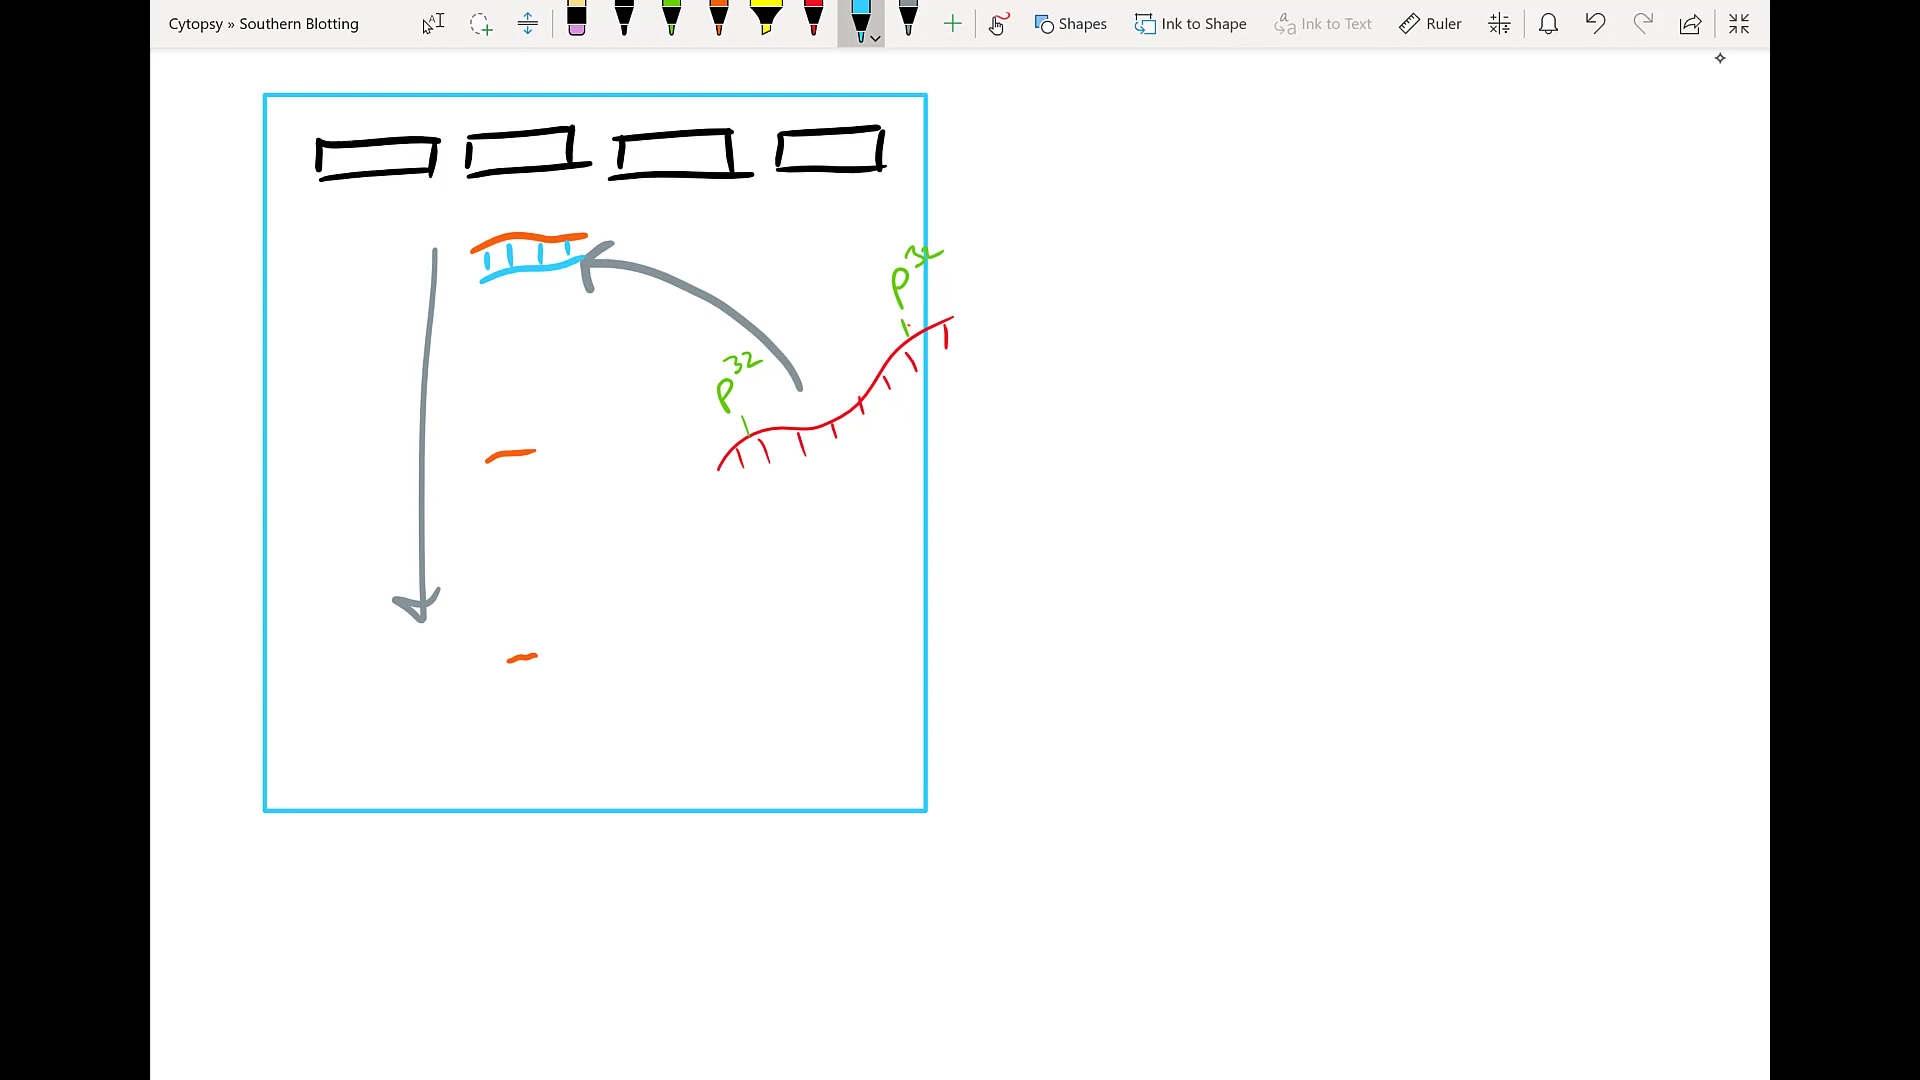 Cytopsy » Southern Blotting
Shapes
Ink to Shape
Ink to Text
Ruler
P32
P32